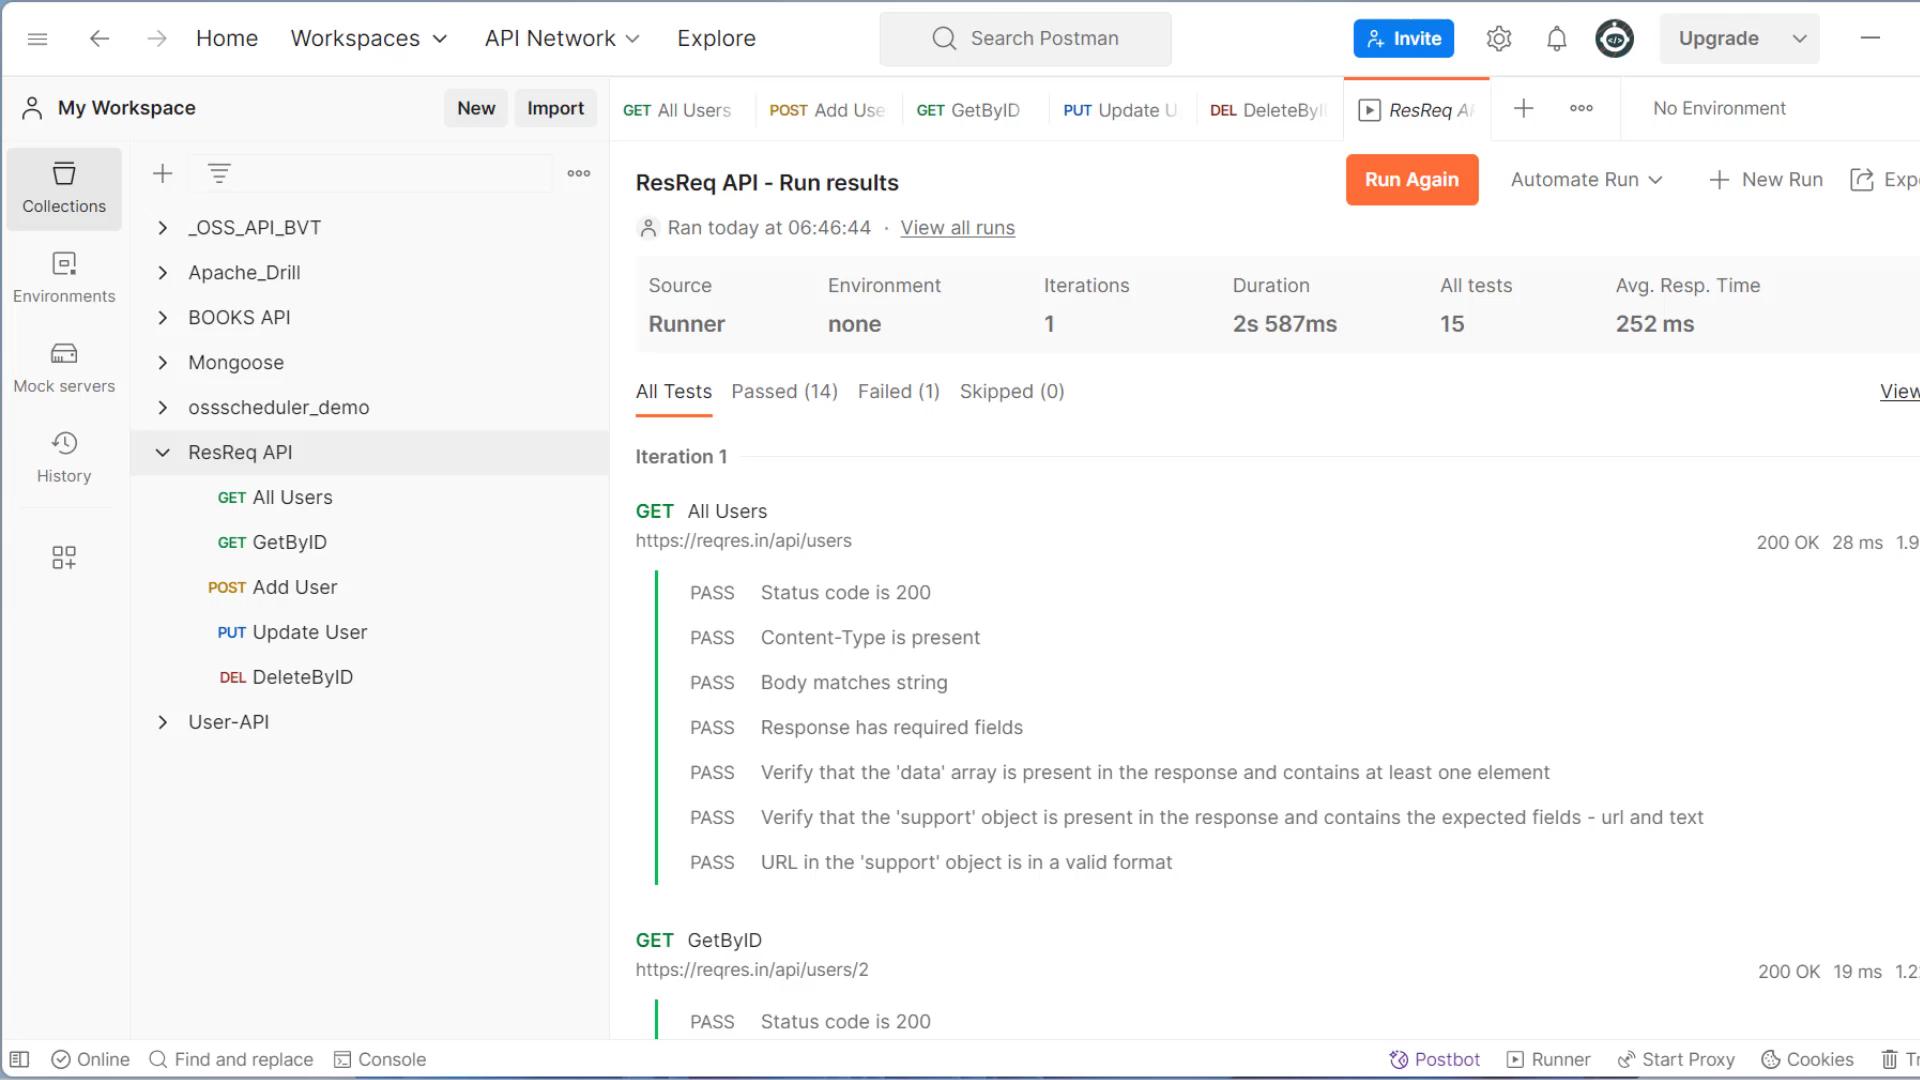 Home Workspaces API Network Explore Search Postman Invite Upgrade
My Workspace New Import
GET All Users POST Add Use GET GetByID PUT Update U DEL DeleteByI ResReq AP No Environment
Collections
Environments
Mock servers
History
_OSS_API_BVT
Apache_Drill
BOOKS API
Mongoose
ossscheduler_demo
ResReq API
GET All Users
GET GetByID
POST Add User
PUT Update User
DEL DeleteByID
User-API
ResReq API - Run results
Run Again Automate Run New Run Expo
Ran today at 06:46:44 · View all runs
Source Environment Iterations Duration All tests Avg. Resp. Time
Runner none 1 2s 587ms 15 252 ms
All Tests Passed (14) Failed (1) Skipped (0) View
Iteration 1
GET All Users
https://reqres.in/api/users
200 OK 28 ms 1.9
PASS Status code is 200
PASS Content-Type is present
PASS Body matches string
PASS Response has required fields
PASS Verify that the 'data' array is present in the response and contains at least one element
PASS Verify that the 'support' object is present in the response and contains the expected fields - url and text
PASS URL in the 'support' object is in a valid format
GET GetByID
https://reqres.in/api/users/2
200 OK 19 ms 1.2
PASS Status code is 200
Online Find and replace Console Postbot Runner Start Proxy Cookies Tr